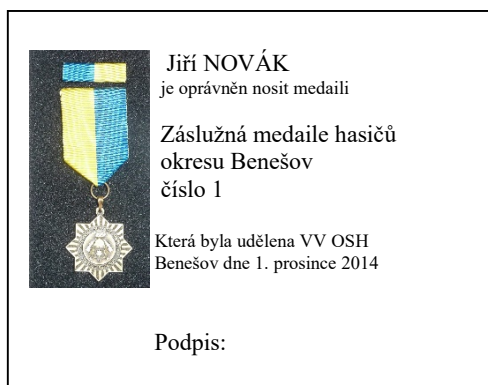 Jiří NOVÁK
je oprávněn nosit medaili
Záslužná medaile hasičů
okresu Benešov
číslo 1
Která byla udělena VV OSH
Benešov dne 1. prosince 2014
Podpis: